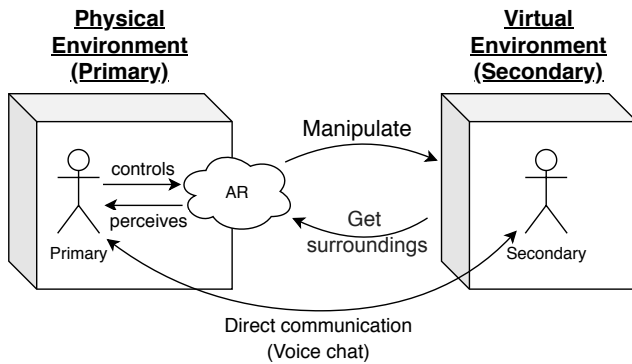 Physical
Environment
(Primary)
Virtual
Environment
(Secondary)
Manipulate
controls
AR
perceives
Get
surroundings
Primary
Secondary
Direct communication
(Voice chat)